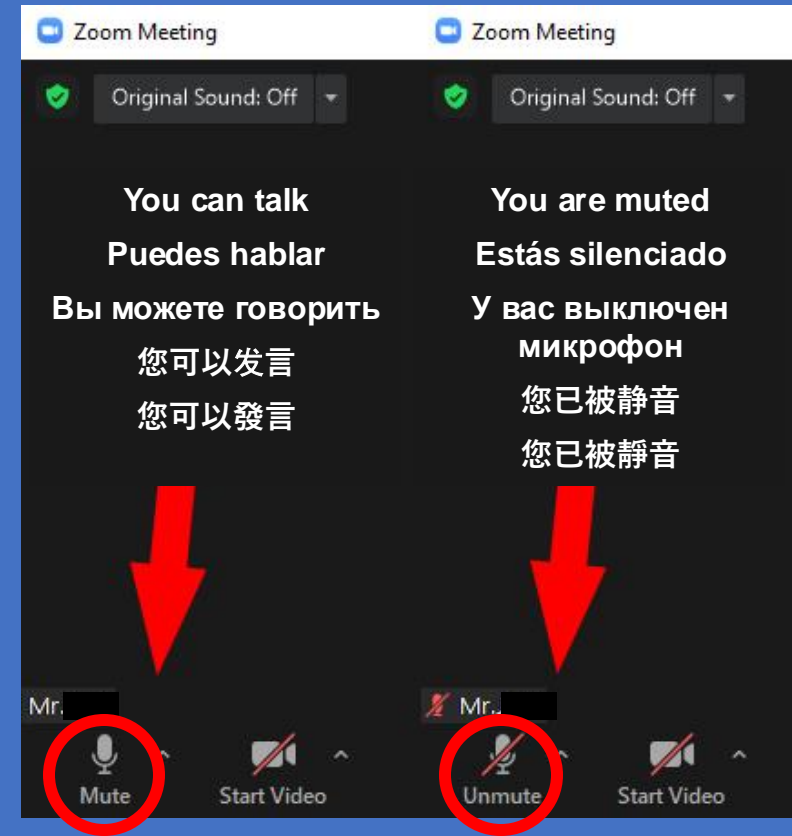 Zoom Meeting
Original Sound: Off
You can talk
Puedes hablar
Вы можете говорить
您可以发言
您可以發言
Mr.
Mute
Start Video
Zoom Meeting
Original Sound: Off
You are muted
Estás silenciado
У вас выключен
микрофон
您已被静音
您已被靜音
Mr.
Unmute
Start Video